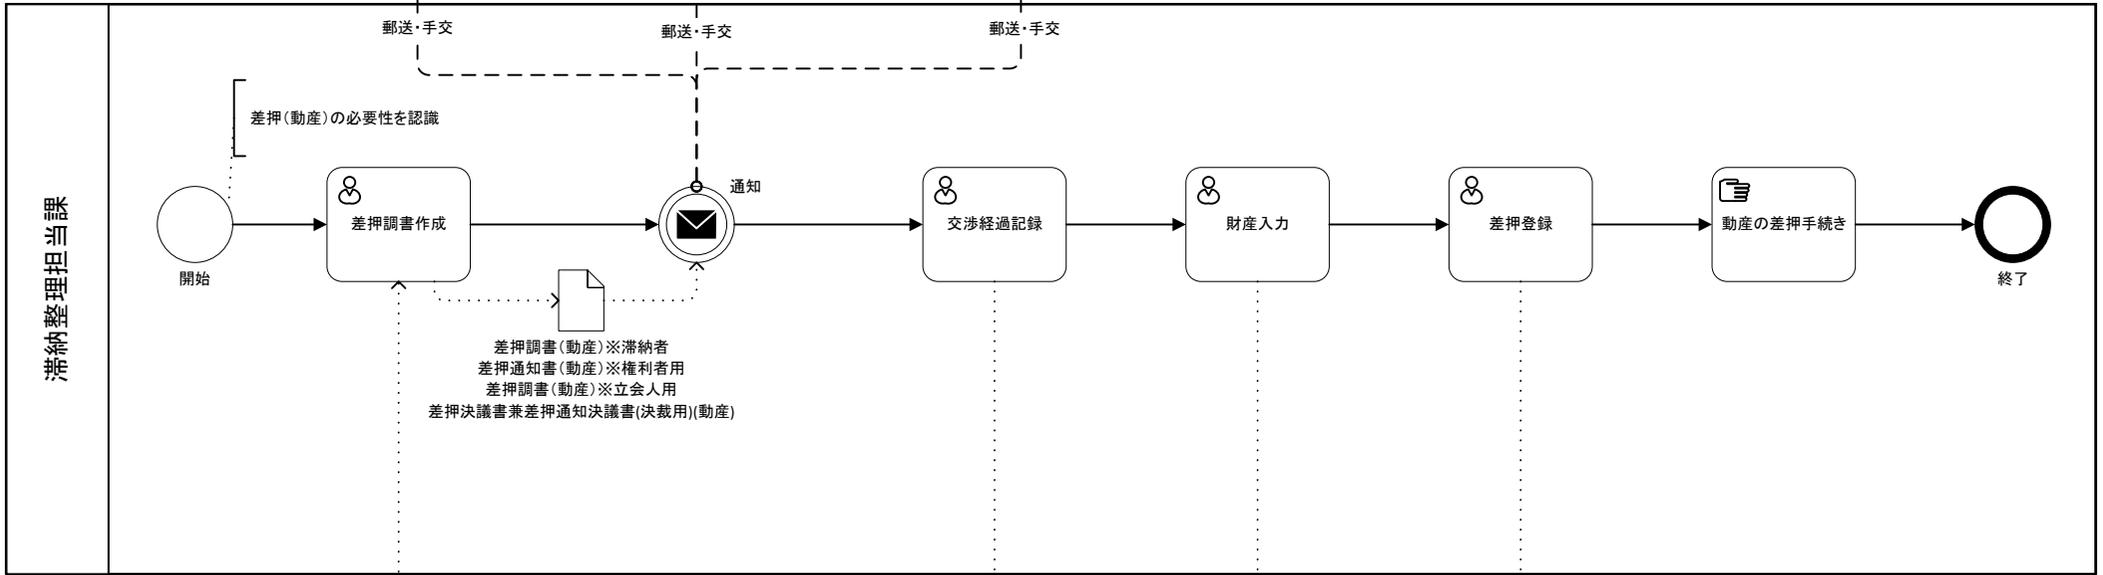 郵送・手交
郵送・手交
郵送・手交
差押（動産）の必要性を認識
滞納整理担当課
開始
差押調書作成
通知
交渉経過記録
財産入力
差押登録
動産の差押手続き
終了
差押調書（動産）※滞納者
差押通知書（動産）※権利者用
差押調書（動産）※立会人用
差押決議書兼差押通知決議書(決裁用)(動産)